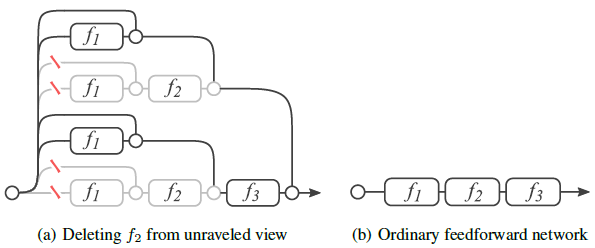 f1
f1 f2
f1
f1 f2 f3
f1 f2 f3
(a) Deleting f2 from unraveled view
(b) Ordinary feedforward network